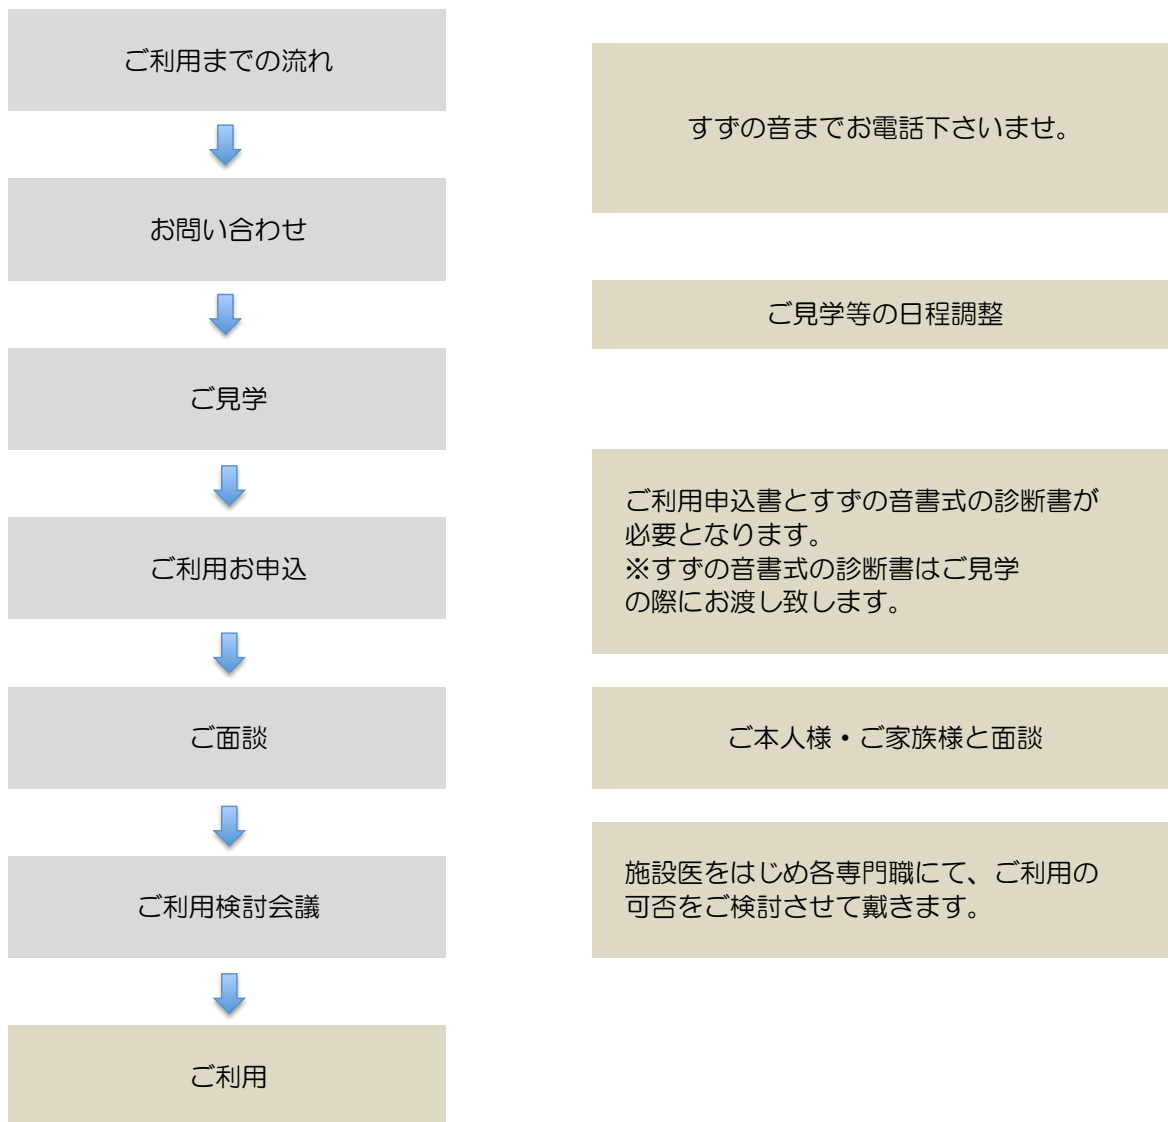 ご利用までの流れ
すずの音までお電話下さいませ。
お問い合わせ
ご見学等の日程調整
ご見学
ご利用申込書とすずの音書式の診断書が
必要となります。
※すずの音書式の診断書はご見学
の際にお渡し致します。
ご利用お申込
ご面談
ご本人様・ご家族様と面談
ご利用検討会議
施設医をはじめ各専門職にて、ご利用の
可否をご検討させて戴きます。
ご利用